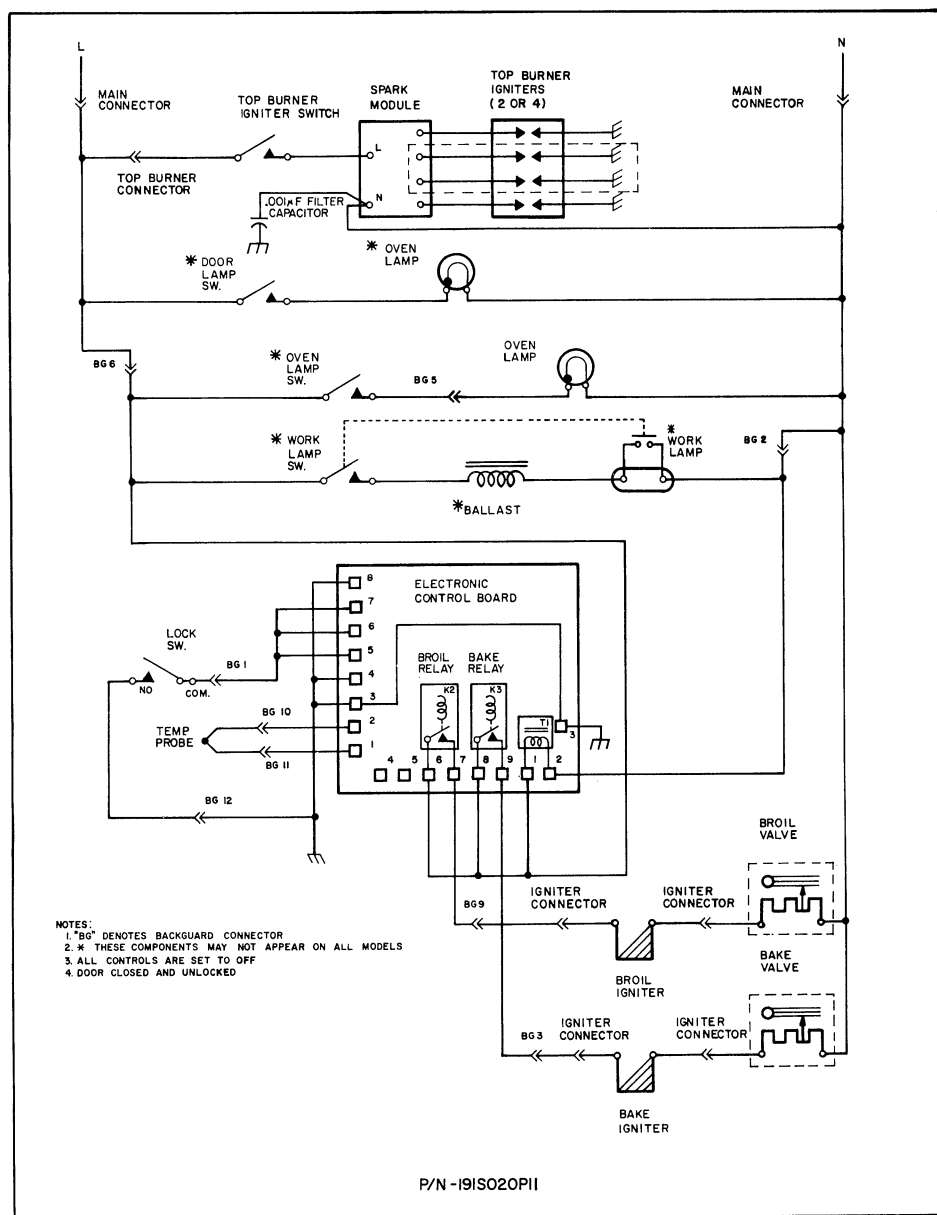 L
N
MAIN
CONNECTOR
TOP BURNER
IGNITER SWITCH
SPARK
MODULE
TOP BURNER
IGNITERS
(2 OR 4)
MAIN
CONNECTOR
L
TOP BURNER
CONNECTOR
.001µF FILTER
CAPACITOR
N
* DOOR
LAMP
SW.
* OVEN
LAMP
BG6
* OVEN
LAMP
SW.
BG5
OVEN
LAMP
* WORK
LAMP
SW.
* WORK
LAMP
BG 2
*BALLAST
8
ELECTRONIC
CONTROL BOARD
7
6
5
4
3
2
1
LOCK
SW.
BG 1
NO
COM.
BROIL
RELAY
BAKE
RELAY
K2
K3
T1
3
BG 10
TEMP
PROBE
BG 11
4 5 6 7 8 9 1 2
BG 12
BROIL
VALVE
BG9
IGNITER
CONNECTOR
IGNITER
CONNECTOR
BROIL
IGNITER
NOTES:
1. "BG" DENOTES BACKGUARD CONNECTOR
2. * THESE COMPONENTS MAY NOT APPEAR ON ALL MODELS
3. ALL CONTROLS ARE SET TO OFF
4. DOOR CLOSED AND UNLOCKED
BAKE
VALVE
BG3
IGNITER
CONNECTOR
IGNITER
CONNECTOR
BAKE
IGNITER
P/N-191S020P11